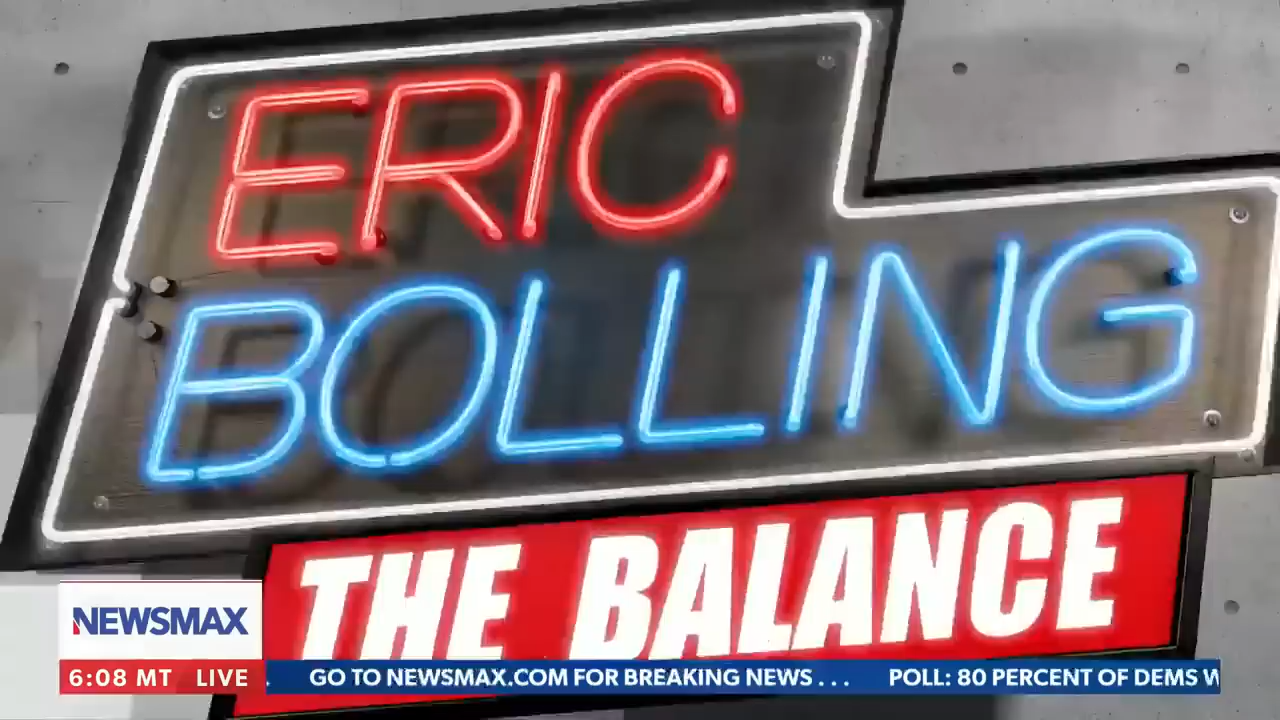 ERIC
BOLLING
THE BALANCE
NEWSMAX
6:08 MT LIVE
. GO TO NEWSMAX.COM FOR BREAKING NEWS . . . POLL: 80 PERCENT OF DEMS